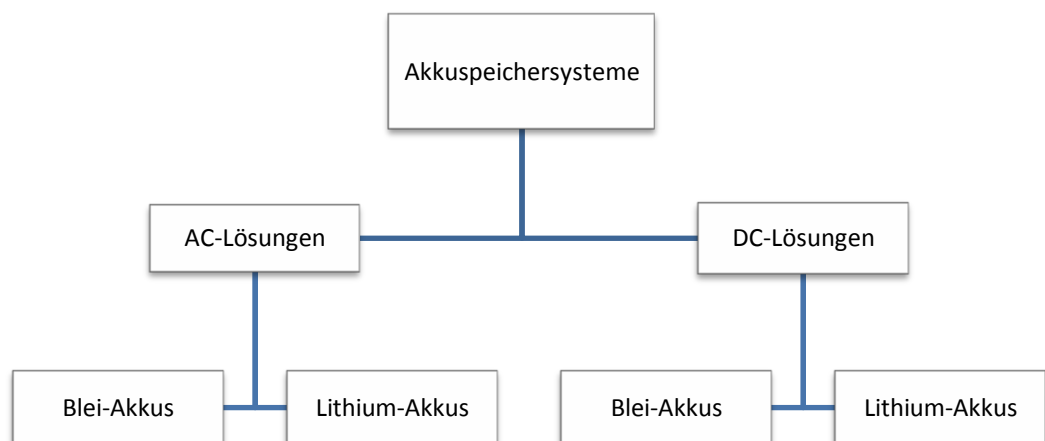 Akkuspeichersysteme
AC-Lösungen
DC-Lösungen
Blei-Akkus
Lithium-Akkus
Blei-Akkus
Lithium-Akkus